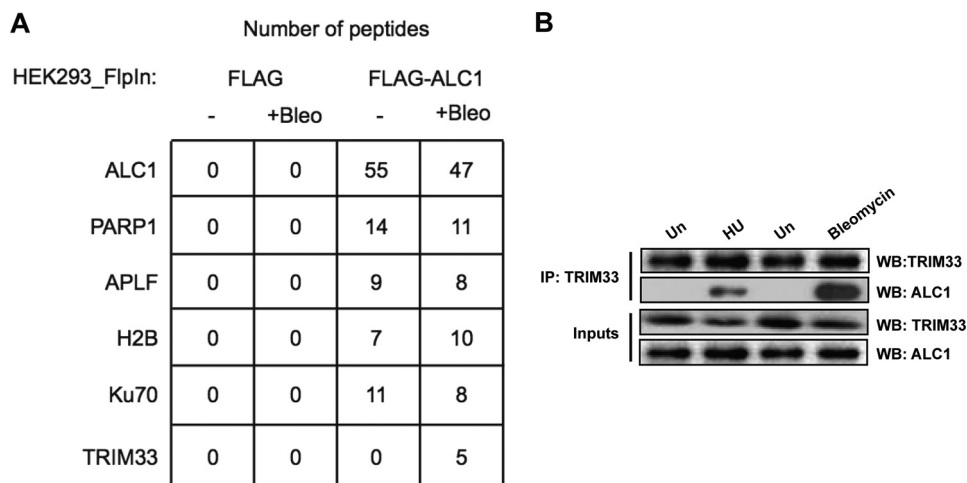 A
Number of peptides
HEK293_FlpIn: FLAG FLAG-ALC1
- +Bleo - +Bleo
ALC1 0 0 55 47
PARP1 0 0 14 11
APLF 0 0 9 8
H2B 0 0 7 10
Ku70 0 0 11 8
TRIM33 0 0 0 5
B
Un HU Un Bleomycin
IP: TRIM33
WB:TRIM33
WB: ALC1
Inputs
WB: TRIM33
WB: ALC1